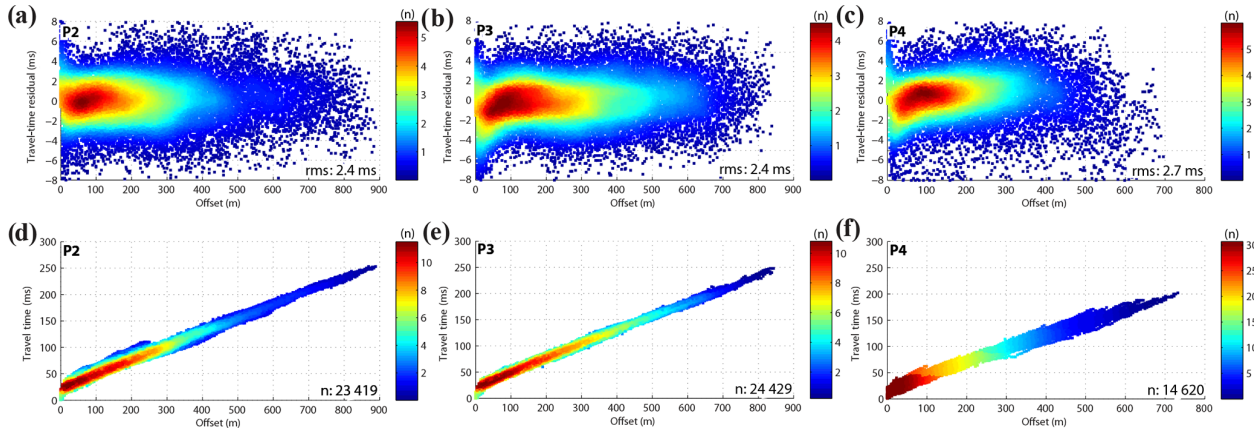 (a)
P2
8
6
4
2
0
−2
−4
−6
−8
Travel-time residual (ms)
0 100 200 300 400 500 600 700 800 900
Offset (m)
rms: 2.4 ms
(n)
5
4
3
2
1
(b)
P3
8
6
4
2
0
−2
−4
−6
−8
Travel-time residual (ms)
0 100 200 300 400 500 600 700 800 900
Offset (m)
rms: 2.4 ms
(n)
4
3
2
1
(c)
P4
8
6
4
2
0
−2
−4
−6
−8
Travel-time residual (ms)
0 100 200 300 400 500 600 700 800
Offset (m)
rms: 2.7 ms
(n)
5
4
3
2
1
(d)
P2
300
250
200
150
100
50
0
Travel time (ms)
0 100 200 300 400 500 600 700 800 900
Offset (m)
n: 23 419
(n)
10
8
6
4
2
(e)
P3
300
250
200
150
100
50
0
Travel time (ms)
0 100 200 300 400 500 600 700 800 900
Offset (m)
n: 24 429
(n)
10
8
6
4
2
(f)
P4
300
250
200
150
100
50
0
Travel time (ms)
0 100 200 300 400 500 600 700 800
Offset (m)
n: 14 620
(n)
30
25
20
15
10
5